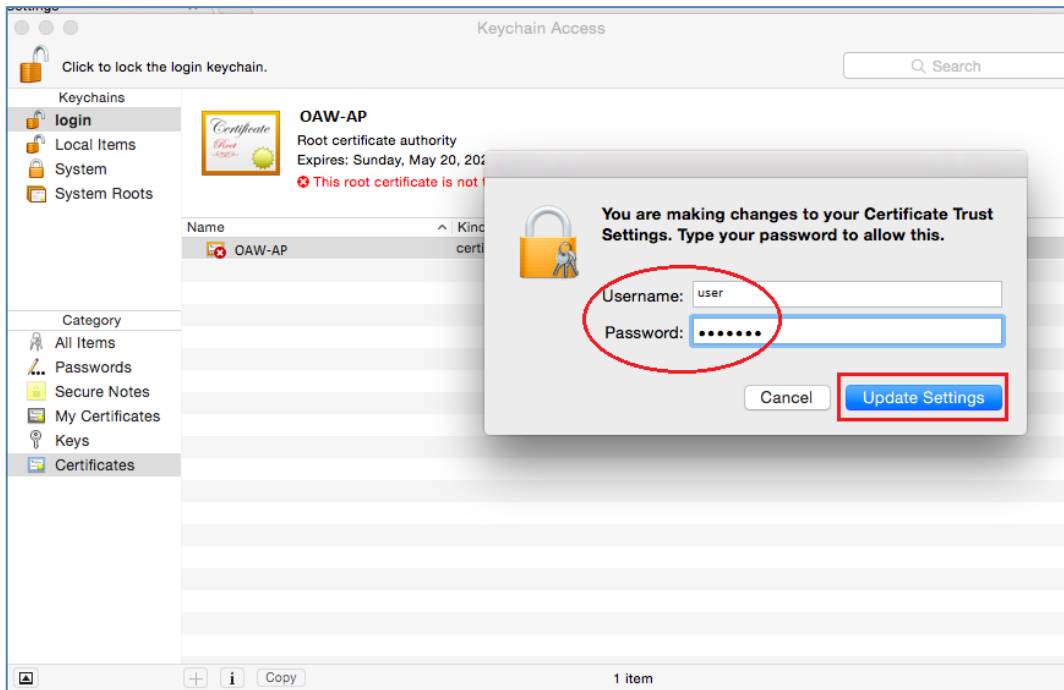 Settings
Keychain Access
Click to lock the login keychain.
Search
Keychains
login
Local Items
System
System Roots
Certificate
Root
OAW-AP
Root certificate authority
Expires: Sunday, May 20, 202
This root certificate is not t
Name
Kind
OAW-AP
certi
You are making changes to your Certificate Trust
Settings. Type your password to allow this.
Username: user
Password: •••••••
Cancel
Update Settings
Category
All Items
Passwords
Secure Notes
My Certificates
Keys
Certificates
Copy
1 item